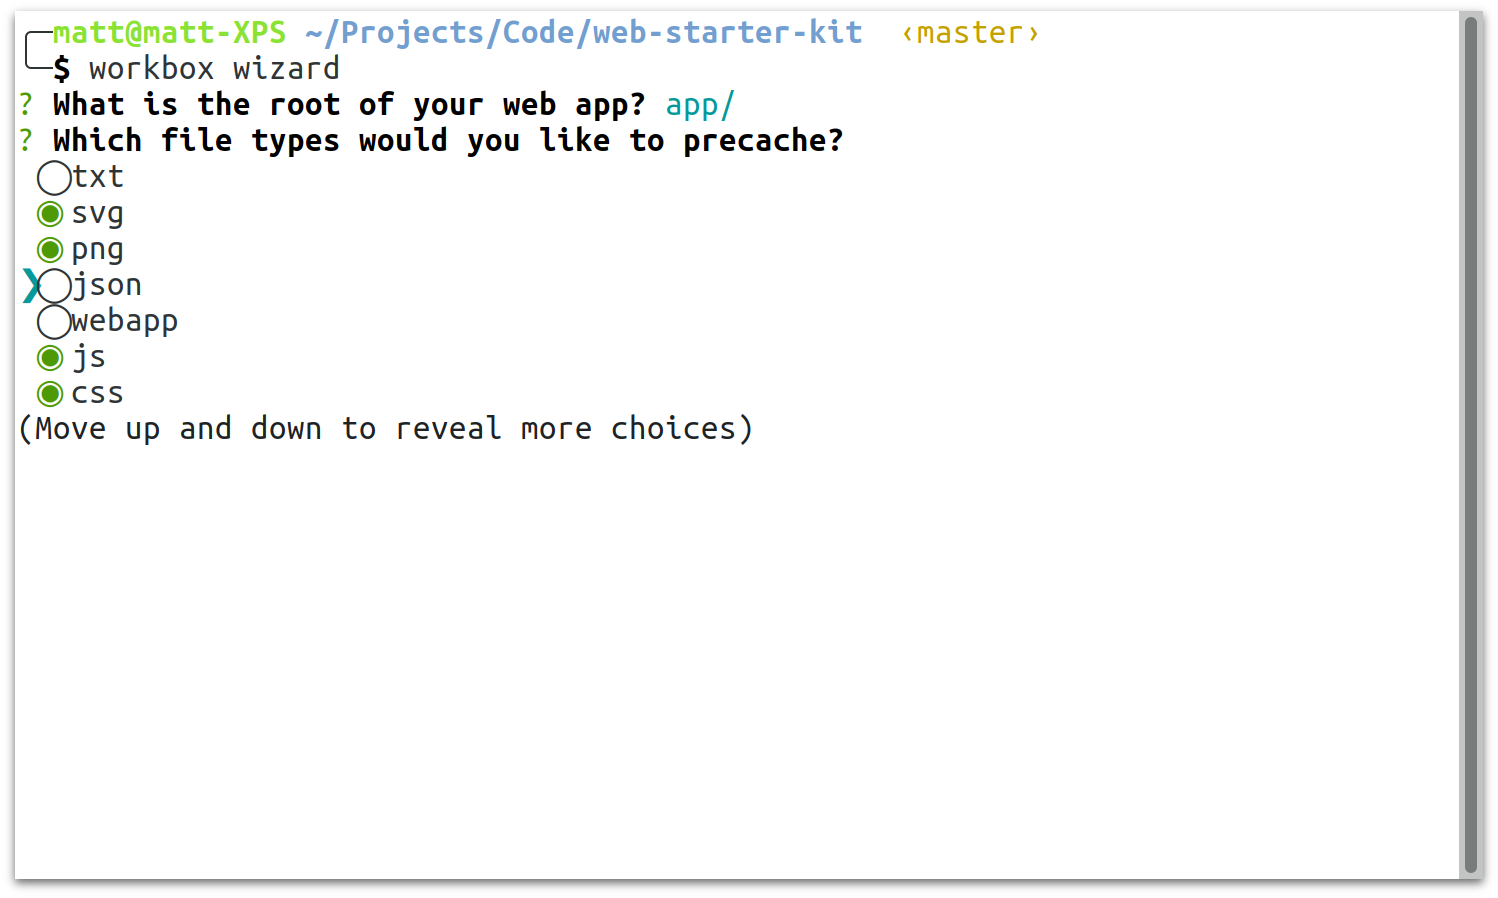 matt@matt-XPS ~/Projects/Code/web-starter-kit ‹master›
$ workbox wizard
? What is the root of your web app? app/
? Which file types would you like to precache?
◯txt
◉ svg
◉ png
❯◯json
◯webapp
◉ js
◉ css
(Move up and down to reveal more choices)